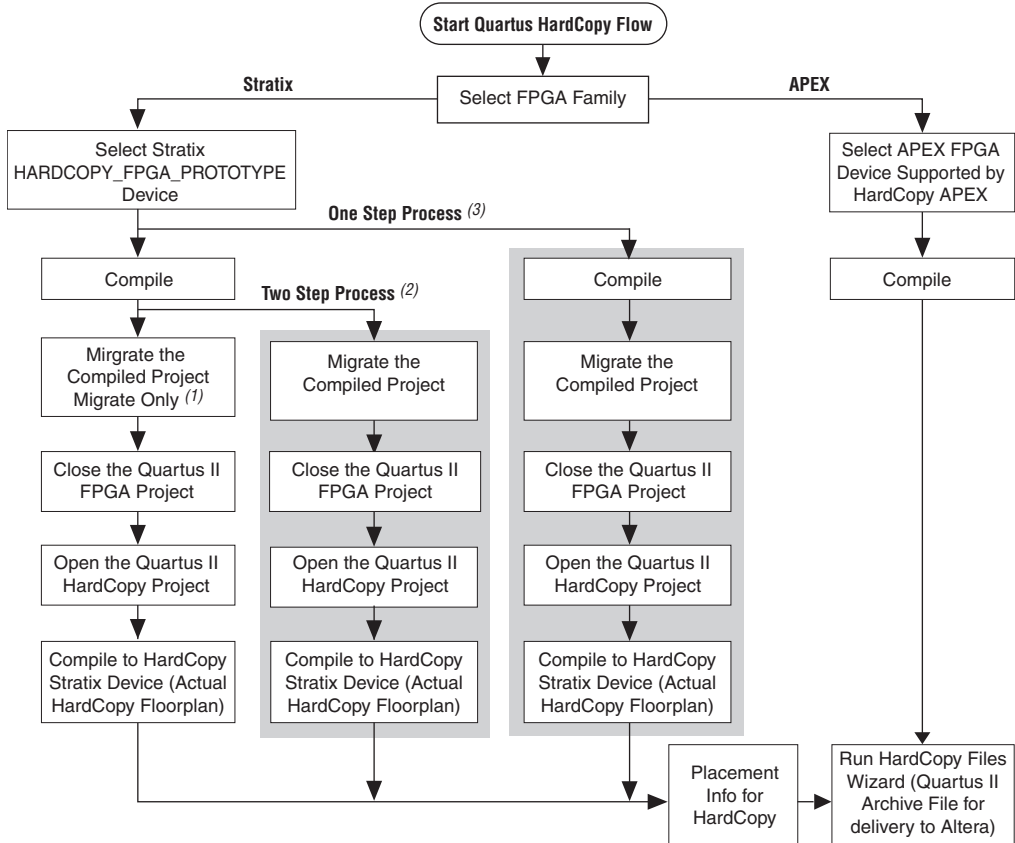 Start Quartus HardCopy Flow
Stratix
Select FPGA Family
APEX
Select Stratix
HARDCOPY_FPGA_PROTOTYPE
Device
Select APEX FPGA
Device Supported by
HardCopy APEX
One Step Process (3)
Compile
Compile
Compile
Two Step Process (2)
Mirgrate the
Compiled Project
Migrate Only (1)
Migrate the
Compiled Project
Migrate the
Compiled Project
Close the Quartus II
FPGA Project
Close the Quartus II
FPGA Project
Close the Quartus II
FPGA Project
Open the Quartus II
HardCopy Project
Open the Quartus II
HardCopy Project
Open the Quartus II
HardCopy Project
Compile to HardCopy
Stratix Device (Actual
HardCopy Floorplan)
Compile to HardCopy
Stratix Device (Actual
HardCopy Floorplan)
Compile to HardCopy
Stratix Device (Actual
HardCopy Floorplan)
Placement
Info for
HardCopy
Run HardCopy Files
Wizard (Quartus II
Archive File for
delivery to Altera)